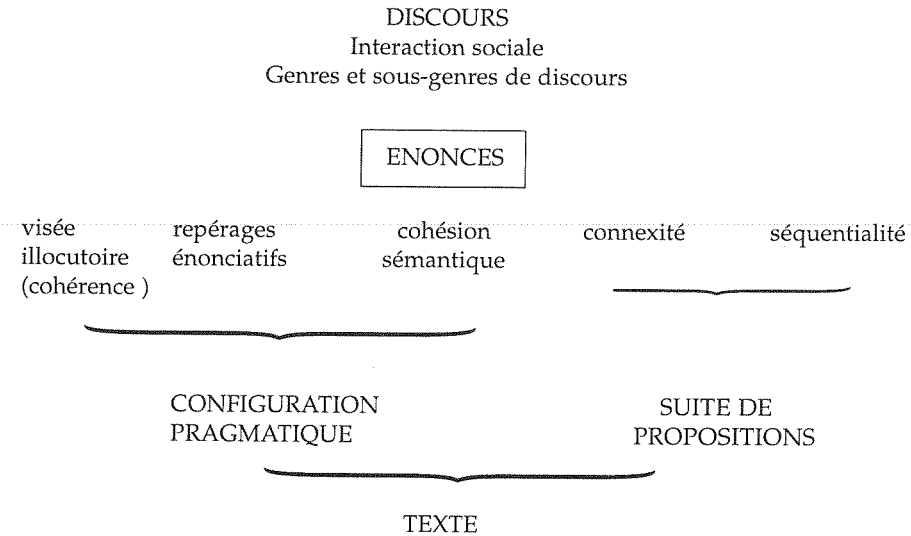 DISCOURS
Interaction sociale
Genres et sous-genres de discours
ENONCES
visée
illocutoire
(cohérence )
repérages
énonciatifs
cohésion
sémantique
connexité
séquentialité
CONFIGURATION
PRAGMATIQUE
SUITE DE
PROPOSITIONS
TEXTE